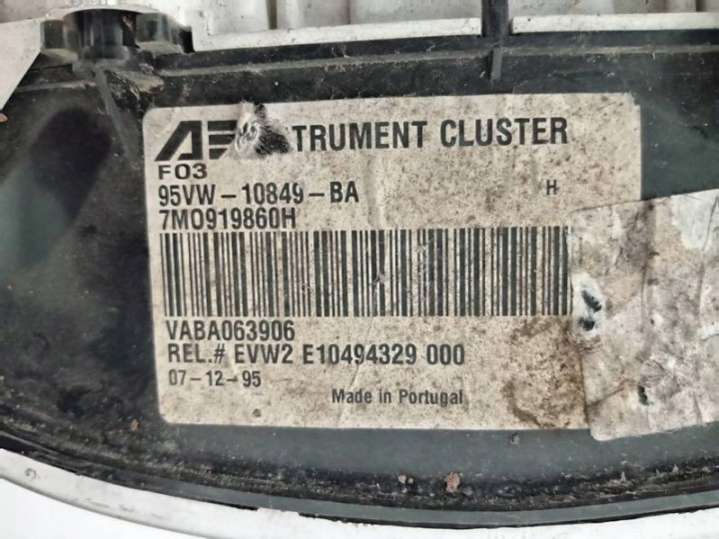 TRUMENT CLUSTER
F03
95VW-10849-BA H
7M0919860H
VABA063906
REL.# EVW2 E10494329 000
07-12-95
Made in Portugal